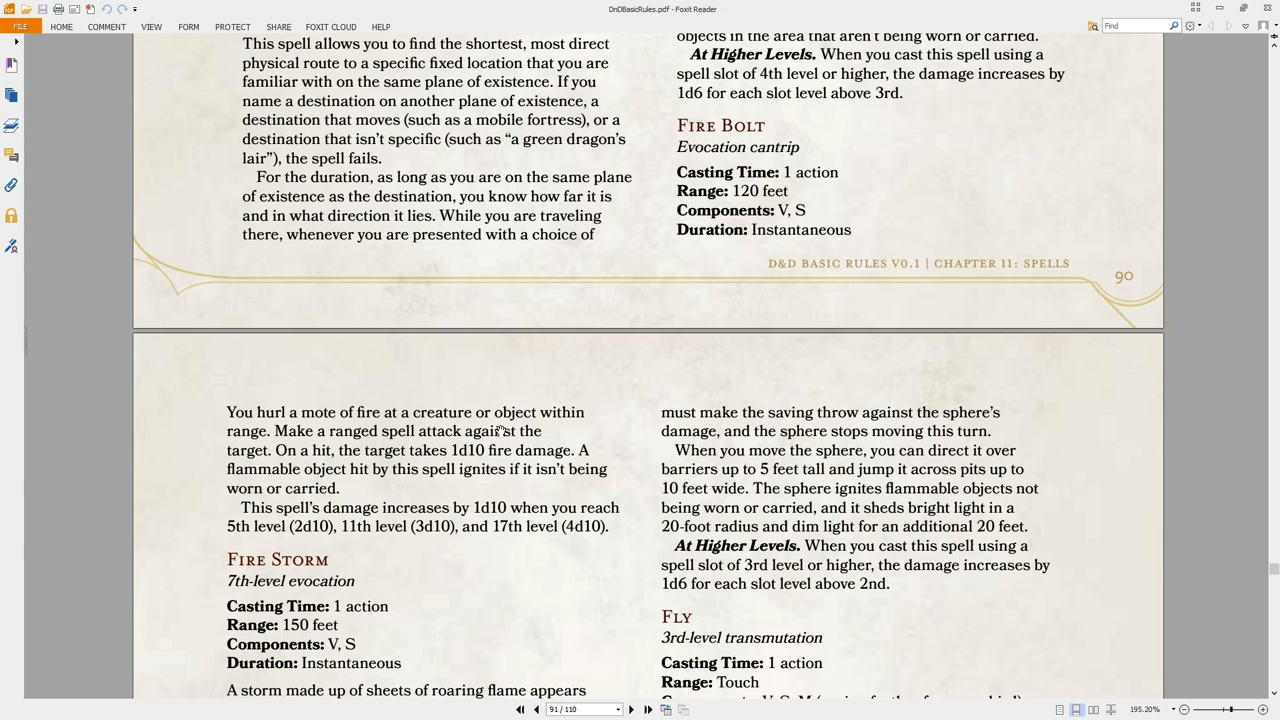 DnDBasicRules.pdf - Foxit Reader
FILE
HOME
COMMENT
VIEW
FORM
PROTECT
SHARE
FOXIT CLOUD
HELP
Find
This spell allows you to find the shortest, most direct
physical route to a specific fixed location that you are
familiar with on the same plane of existence. If you
name a destination on another plane of existence, a
destination that moves (such as a mobile fortress), or a
destination that isn't specific (such as “a green dragon's
lair”), the spell fails.
For the duration, as long as you are on the same plane
of existence as the destination, you know how far it is
and in what direction it lies. While you are traveling
there, whenever you are presented with a choice of
objects in the area that aren't being worn or carried.
At Higher Levels. When you cast this spell using a
spell slot of 4th level or higher, the damage increases by
1d6 for each slot level above 3rd.
Fire Bolt
Evocation cantrip
Casting Time: 1 action
Range: 120 feet
Components: V, S
Duration: Instantaneous
D&D BASIC RULES V0.1 | CHAPTER 11: SPELLS
90
You hurl a mote of fire at a creature or object within
range. Make a ranged spell attack against the
target. On a hit, the target takes 1d10 fire damage. A
flammable object hit by this spell ignites if it isn't being
worn or carried.
This spell's damage increases by 1d10 when you reach
5th level (2d10), 11th level (3d10), and 17th level (4d10).
Fire Storm
7th-level evocation
Casting Time: 1 action
Range: 150 feet
Components: V, S
Duration: Instantaneous
A storm made up of sheets of roaring flame appears
must make the saving throw against the sphere's
damage, and the sphere stops moving this turn.
When you move the sphere, you can direct it over
barriers up to 5 feet tall and jump it across pits up to
10 feet wide. The sphere ignites flammable objects not
being worn or carried, and it sheds bright light in a
20-foot radius and dim light for an additional 20 feet.
At Higher Levels. When you cast this spell using a
spell slot of 3rd level or higher, the damage increases by
1d6 for each slot level above 2nd.
Fly
3rd-level transmutation
Casting Time: 1 action
Range: Touch
91 / 110
195.20%